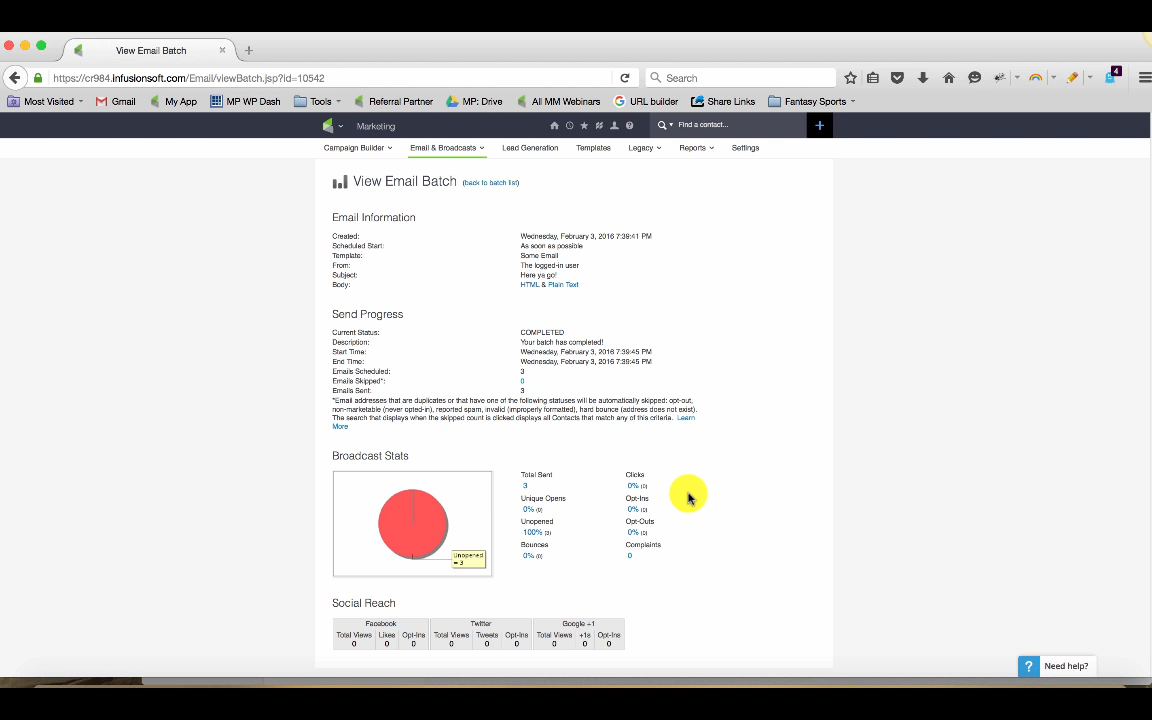 View Email Batch
https://cr984.infusionsoft.com/Email/viewBatch.jsp?id=10542
Search
4
Most Visited Gmail My App MP WP Dash Tools Referral Partner MP: Drive All MM Webinars URL builder Share Links Fantasy Sports
Marketing
Find a contact...
Campaign Builder Email & Broadcasts Lead Generation Templates Legacy Reports Settings
View Email Batch (back to batch list)
Email Information
Created: Wednesday, February 3, 2016 7:39:41 PM
Scheduled Start: As soon as possible
Template: Some Email
From: The logged-in user
Subject: Here ya go!
Body: HTML & Plain Text
Send Progress
Current Status: COMPLETED
Description: Your batch has completed!
Start Time: Wednesday, February 3, 2016 7:39:45 PM
End Time: Wednesday, February 3, 2016 7:39:45 PM
Emails Scheduled: 3
Emails Skipped*: 0
Emails Sent: 3
*Email addresses that are duplicates or that have one of the following statuses will be automatically skipped: opt-out,
non-marketable (never opted-in), reported spam, invalid (improperly formatted), hard bounce (address does not exist).
The search that displays when the skipped count is clicked displays all Contacts that match any of this criteria. Learn
More
Broadcast Stats
Total Sent Clicks
3 0% (0)
Unique Opens Opt-Ins
0% (0) 0% (0)
Unopened Opt-Outs
100% (3) 0% (0)
Bounces Complaints
0% (0) 0
Unopened
= 3
Social Reach
Facebook Twitter Google +1
Total Views Likes Opt-Ins Total Views Tweets Opt-Ins Total Views +1s Opt-Ins
0 0 0 0 0 0 0 0 0
? Need help?